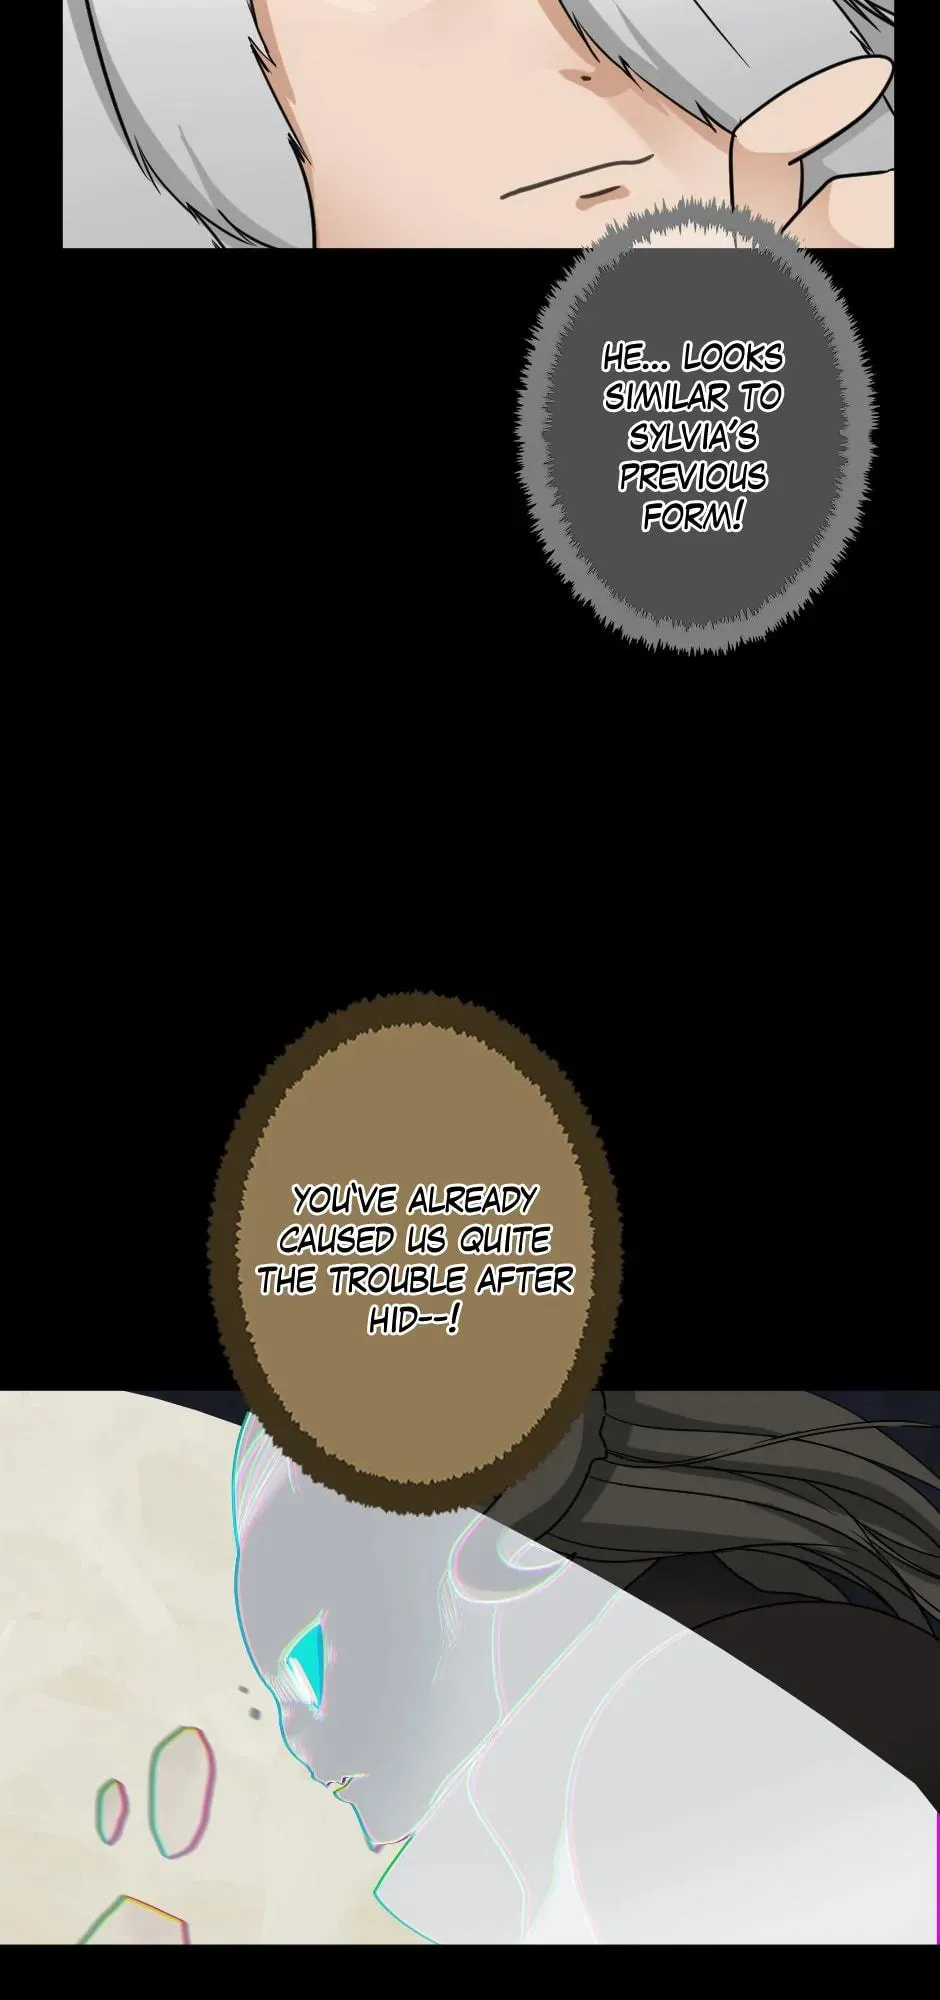 HE... LOOKS
SIMILAR TO
SYLVIA'S
PREVIOUS
FORM!
YOU'VE ALREADY
CAUSED US QUITE
THE TROUBLE AFTER
HID--!